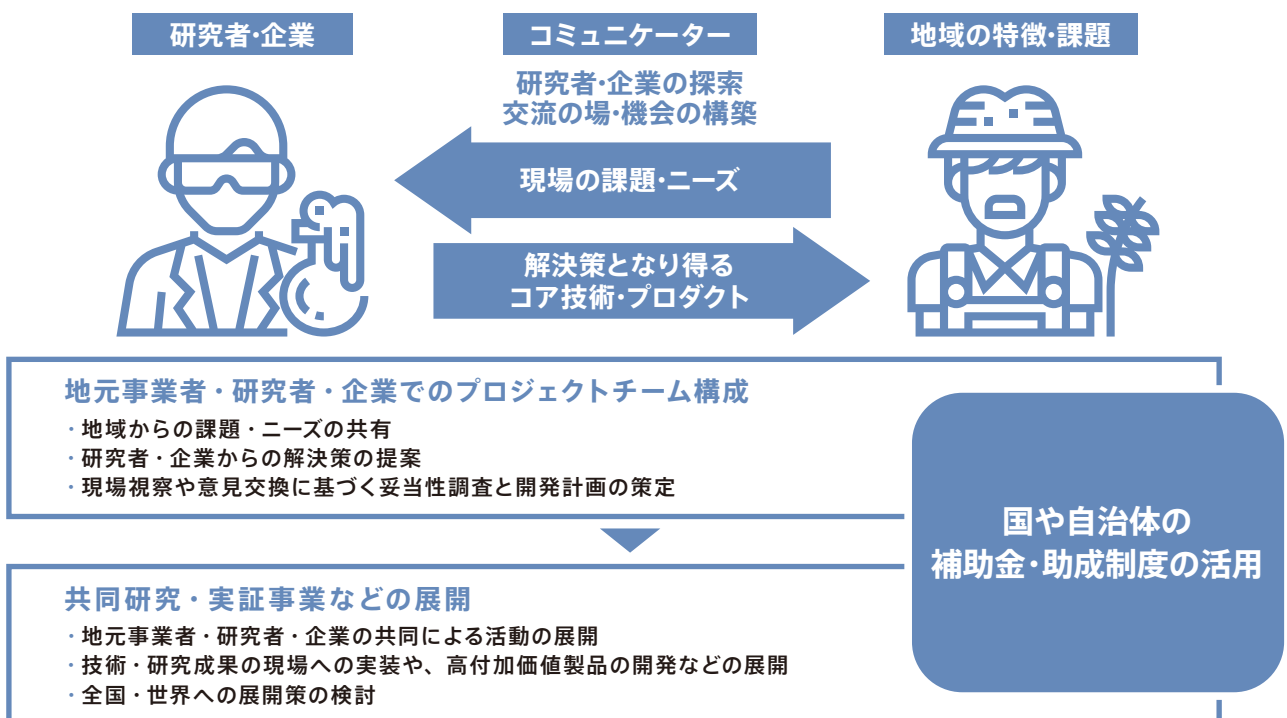 研究者・企業
コミュニケーター
地域の特徴・課題
研究者・企業の探索
交流の場・機会の構築
現場の課題・ニーズ
解決策となり得る
コア技術・プロダクト
地元事業者・研究者・企業でのプロジェクトチーム構成
・地域からの課題・ニーズの共有
・研究者・企業からの解決策の提案
・現場視察や意見交換に基づく妥当性調査と開発計画の策定
国や自治体の
補助金・助成制度の活用
共同研究・実証事業などの展開
・地元事業者・研究者・企業の共同による活動の展開
・技術・研究成果の現場への実装や、高付加価値製品の開発などの展開
・全国・世界への展開策の検討